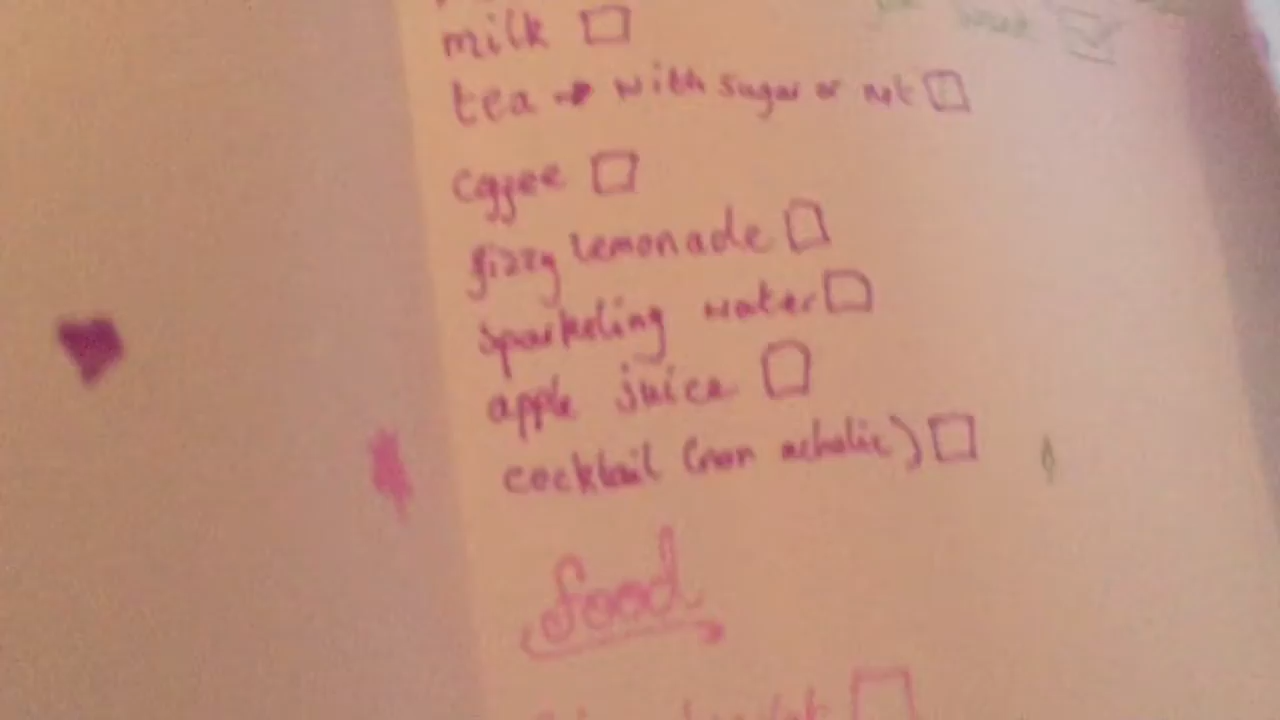 milk
tea → with sugar or not
coffee
fizzy lemonade
sparkeling water
apple juice
cocktail (non acholic)
food